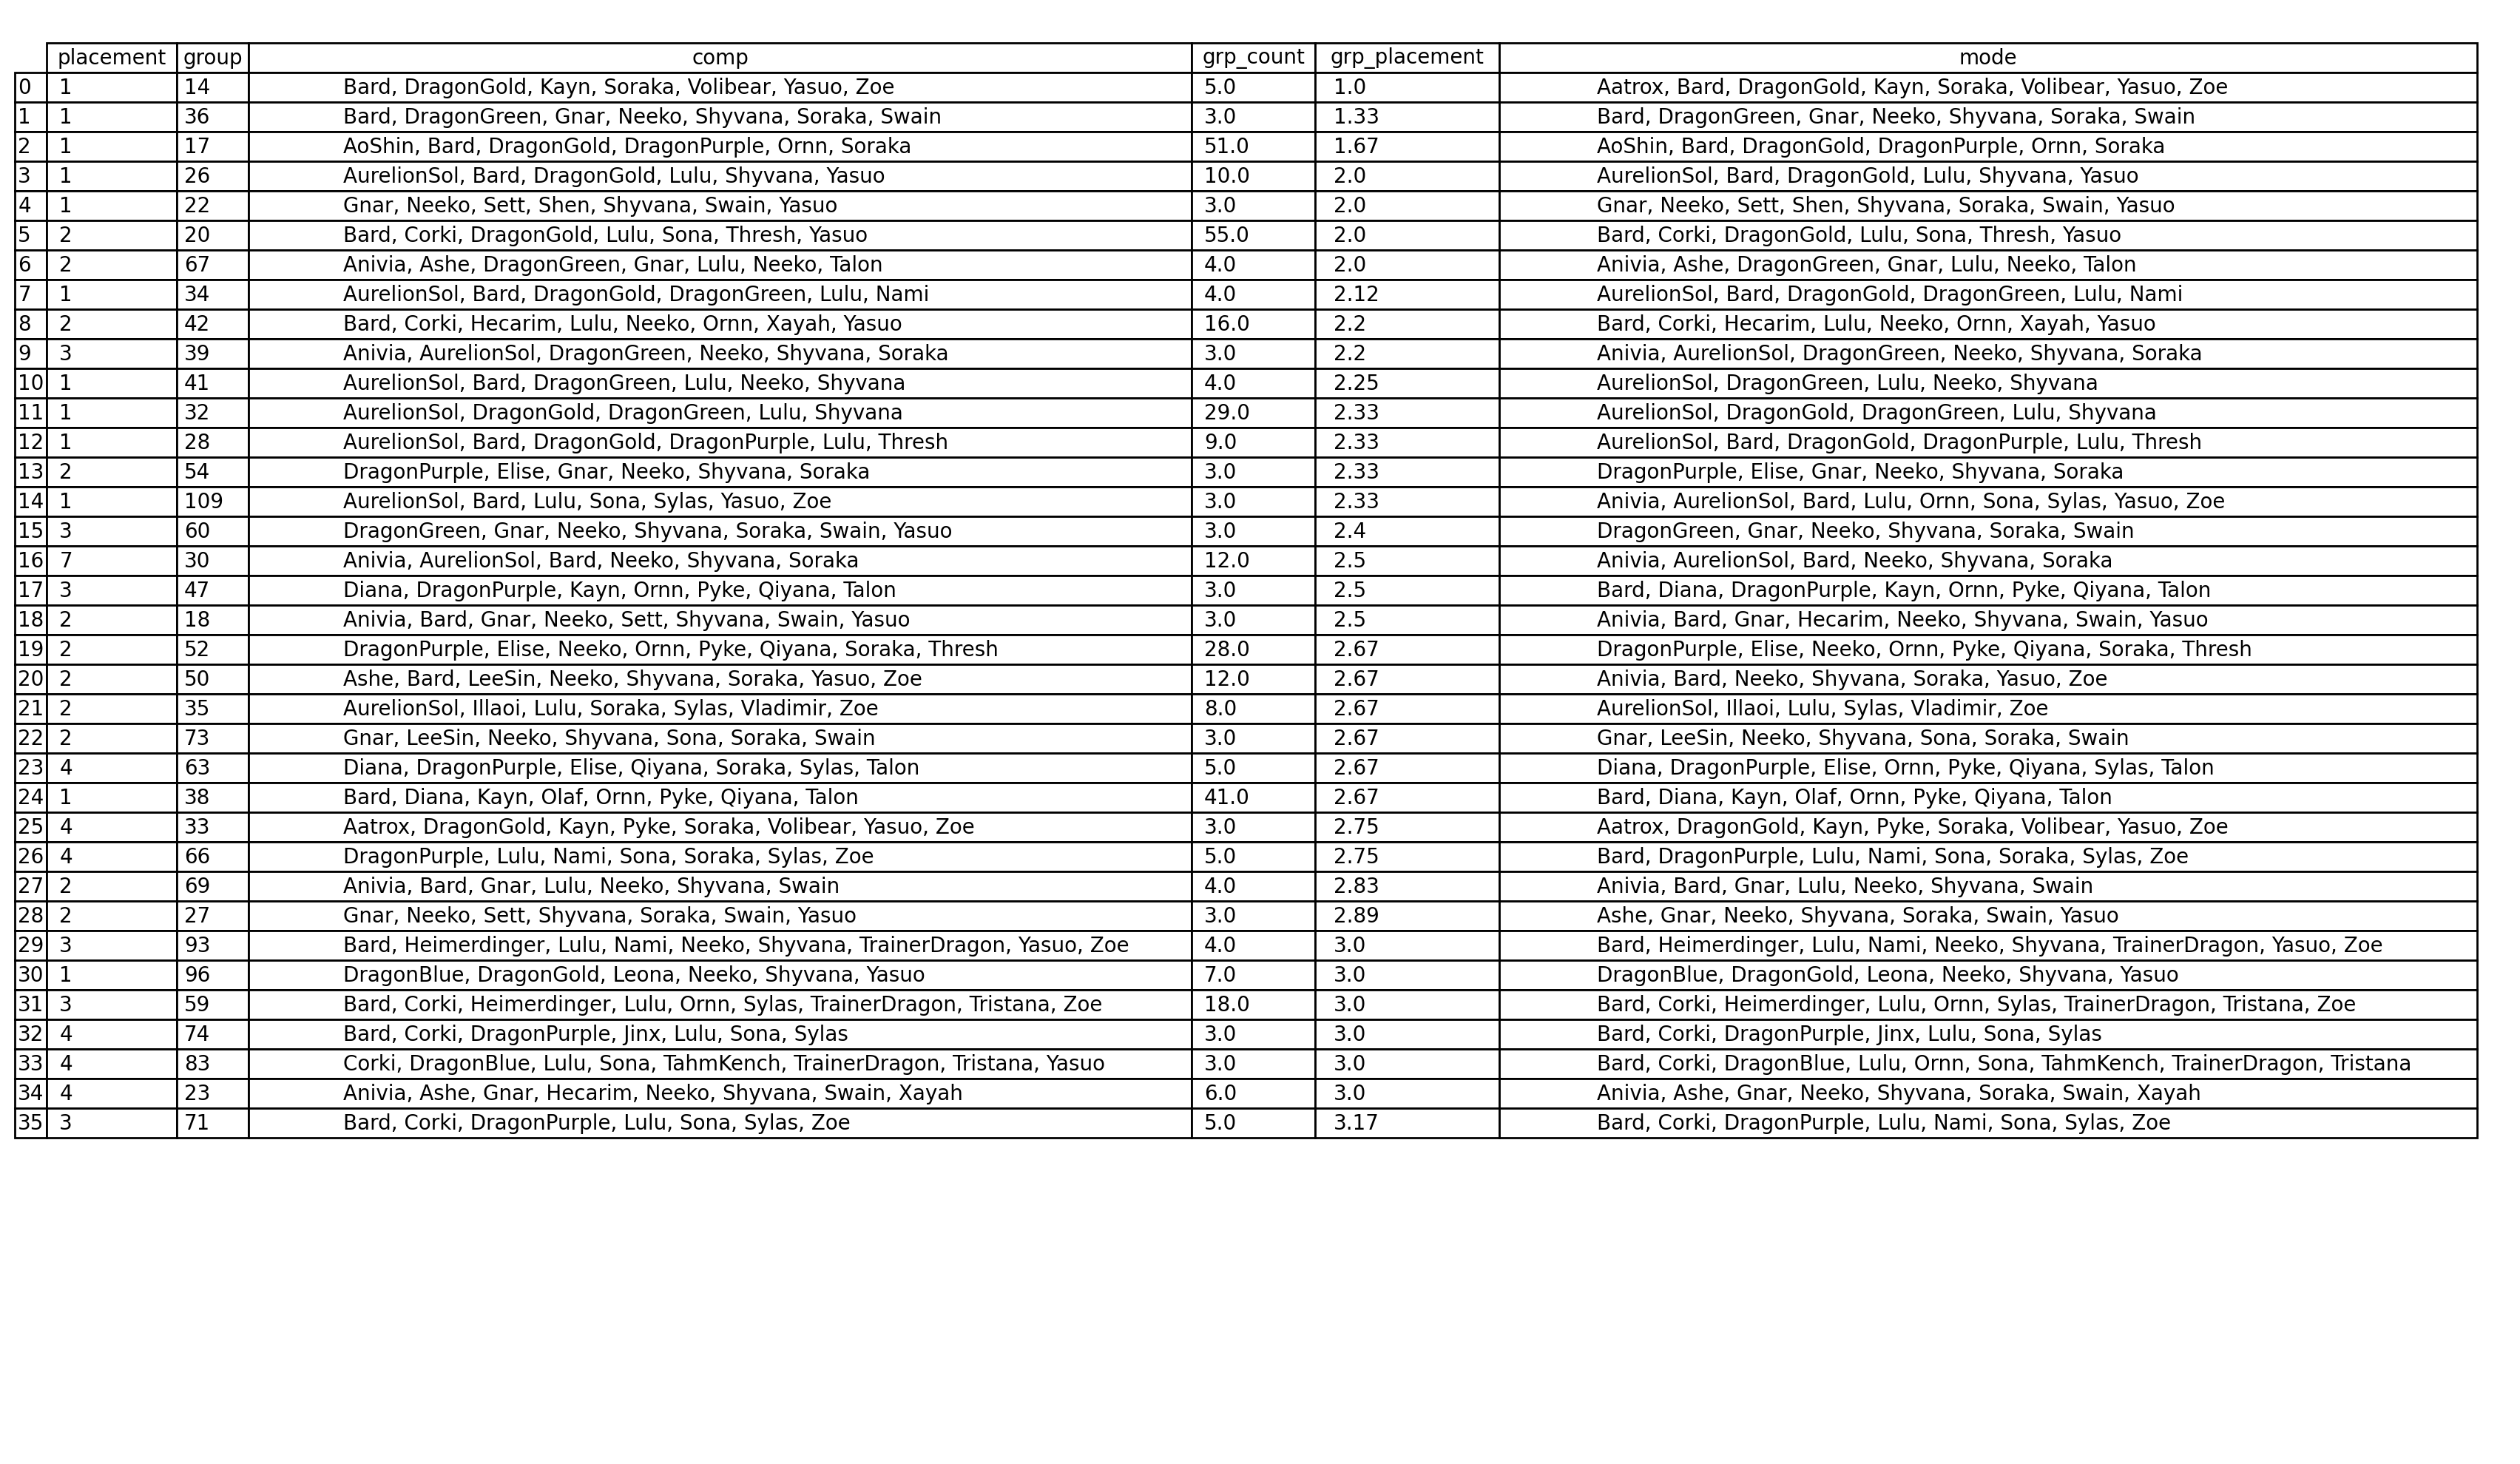 placement group comp grp_count grp_placement mode
0 1 14 Bard, DragonGold, Kayn, Soraka, Volibear, Yasuo, Zoe 5.0 1.0 Aatrox, Bard, DragonGold, Kayn, Soraka, Volibear, Yasuo, Zoe
1 1 36 Bard, DragonGreen, Gnar, Neeko, Shyvana, Soraka, Swain 3.0 1.33 Bard, DragonGreen, Gnar, Neeko, Shyvana, Soraka, Swain
2 1 17 AoShin, Bard, DragonGold, DragonPurple, Ornn, Soraka 51.0 1.67 AoShin, Bard, DragonGold, DragonPurple, Ornn, Soraka
3 1 26 AurelionSol, Bard, DragonGold, Lulu, Shyvana, Yasuo 10.0 2.0 AurelionSol, Bard, DragonGold, Lulu, Shyvana, Yasuo
4 1 22 Gnar, Neeko, Sett, Shen, Shyvana, Swain, Yasuo 3.0 2.0 Gnar, Neeko, Sett, Shen, Shyvana, Soraka, Swain, Yasuo
5 2 20 Bard, Corki, DragonGold, Lulu, Sona, Thresh, Yasuo 55.0 2.0 Bard, Corki, DragonGold, Lulu, Sona, Thresh, Yasuo
6 2 67 Anivia, Ashe, DragonGreen, Gnar, Lulu, Neeko, Talon 4.0 2.0 Anivia, Ashe, DragonGreen, Gnar, Lulu, Neeko, Talon
7 1 34 AurelionSol, Bard, DragonGold, DragonGreen, Lulu, Nami 4.0 2.12 AurelionSol, Bard, DragonGold, DragonGreen, Lulu, Nami
8 2 42 Bard, Corki, Hecarim, Lulu, Neeko, Ornn, Xayah, Yasuo 16.0 2.2 Bard, Corki, Hecarim, Lulu, Neeko, Ornn, Xayah, Yasuo
9 3 39 Anivia, AurelionSol, DragonGreen, Neeko, Shyvana, Soraka 3.0 2.2 Anivia, AurelionSol, DragonGreen, Neeko, Shyvana, Soraka
10 1 41 AurelionSol, Bard, DragonGreen, Lulu, Neeko, Shyvana 4.0 2.25 AurelionSol, DragonGreen, Lulu, Neeko, Shyvana
11 1 32 AurelionSol, DragonGold, DragonGreen, Lulu, Shyvana 29.0 2.33 AurelionSol, DragonGold, DragonGreen, Lulu, Shyvana
12 1 28 AurelionSol, Bard, DragonGold, DragonPurple, Lulu, Thresh 9.0 2.33 AurelionSol, Bard, DragonGold, DragonPurple, Lulu, Thresh
13 2 54 DragonPurple, Elise, Gnar, Neeko, Shyvana, Soraka 3.0 2.33 DragonPurple, Elise, Gnar, Neeko, Shyvana, Soraka
14 1 109 AurelionSol, Bard, Lulu, Sona, Sylas, Yasuo, Zoe 3.0 2.33 Anivia, AurelionSol, Bard, Lulu, Ornn, Sona, Sylas, Yasuo, Zoe
15 3 60 DragonGreen, Gnar, Neeko, Shyvana, Soraka, Swain, Yasuo 3.0 2.4 DragonGreen, Gnar, Neeko, Shyvana, Soraka, Swain
16 7 30 Anivia, AurelionSol, Bard, Neeko, Shyvana, Soraka 12.0 2.5 Anivia, AurelionSol, Bard, Neeko, Shyvana, Soraka
17 3 47 Diana, DragonPurple, Kayn, Ornn, Pyke, Qiyana, Talon 3.0 2.5 Bard, Diana, DragonPurple, Kayn, Ornn, Pyke, Qiyana, Talon
18 2 18 Anivia, Bard, Gnar, Neeko, Sett, Shyvana, Swain, Yasuo 3.0 2.5 Anivia, Bard, Gnar, Hecarim, Neeko, Shyvana, Swain, Yasuo
19 2 52 DragonPurple, Elise, Neeko, Ornn, Pyke, Qiyana, Soraka, Thresh 28.0 2.67 DragonPurple, Elise, Neeko, Ornn, Pyke, Qiyana, Soraka, Thresh
20 2 50 Ashe, Bard, LeeSin, Neeko, Shyvana, Soraka, Yasuo, Zoe 12.0 2.67 Anivia, Bard, Neeko, Shyvana, Soraka, Yasuo, Zoe
21 2 35 AurelionSol, Illaoi, Lulu, Soraka, Sylas, Vladimir, Zoe 8.0 2.67 AurelionSol, Illaoi, Lulu, Sylas, Vladimir, Zoe
22 2 73 Gnar, LeeSin, Neeko, Shyvana, Sona, Soraka, Swain 3.0 2.67 Gnar, LeeSin, Neeko, Shyvana, Sona, Soraka, Swain
23 4 63 Diana, DragonPurple, Elise, Qiyana, Soraka, Sylas, Talon 5.0 2.67 Diana, DragonPurple, Elise, Ornn, Pyke, Qiyana, Sylas, Talon
24 1 38 Bard, Diana, Kayn, Olaf, Ornn, Pyke, Qiyana, Talon 41.0 2.67 Bard, Diana, Kayn, Olaf, Ornn, Pyke, Qiyana, Talon
25 4 33 Aatrox, DragonGold, Kayn, Pyke, Soraka, Volibear, Yasuo, Zoe 3.0 2.75 Aatrox, DragonGold, Kayn, Pyke, Soraka, Volibear, Yasuo, Zoe
26 4 66 DragonPurple, Lulu, Nami, Sona, Soraka, Sylas, Zoe 5.0 2.75 Bard, DragonPurple, Lulu, Nami, Sona, Soraka, Sylas, Zoe
27 2 69 Anivia, Bard, Gnar, Lulu, Neeko, Shyvana, Swain 4.0 2.83 Anivia, Bard, Gnar, Lulu, Neeko, Shyvana, Swain
28 2 27 Gnar, Neeko, Sett, Shyvana, Soraka, Swain, Yasuo 3.0 2.89 Ashe, Gnar, Neeko, Shyvana, Soraka, Swain, Yasuo
29 3 93 Bard, Heimerdinger, Lulu, Nami, Neeko, Shyvana, TrainerDragon, Yasuo, Zoe 4.0 3.0 Bard, Heimerdinger, Lulu, Nami, Neeko, Shyvana, TrainerDragon, Yasuo, Zoe
30 1 96 DragonBlue, DragonGold, Leona, Neeko, Shyvana, Yasuo 7.0 3.0 DragonBlue, DragonGold, Leona, Neeko, Shyvana, Yasuo
31 3 59 Bard, Corki, Heimerdinger, Lulu, Ornn, Sylas, TrainerDragon, Tristana, Zoe 18.0 3.0 Bard, Corki, Heimerdinger, Lulu, Ornn, Sylas, TrainerDragon, Tristana, Zoe
32 4 74 Bard, Corki, DragonPurple, Jinx, Lulu, Sona, Sylas 3.0 3.0 Bard, Corki, DragonPurple, Jinx, Lulu, Sona, Sylas
33 4 83 Corki, DragonBlue, Lulu, Sona, TahmKench, TrainerDragon, Tristana, Yasuo 3.0 3.0 Bard, Corki, DragonBlue, Lulu, Ornn, Sona, TahmKench, TrainerDragon, Tristana
34 4 23 Anivia, Ashe, Gnar, Hecarim, Neeko, Shyvana, Swain, Xayah 6.0 3.0 Anivia, Ashe, Gnar, Neeko, Shyvana, Soraka, Swain, Xayah
35 3 71 Bard, Corki, DragonPurple, Lulu, Sona, Sylas, Zoe 5.0 3.17 Bard, Corki, DragonPurple, Lulu, Nami, Sona, Sylas, Zoe